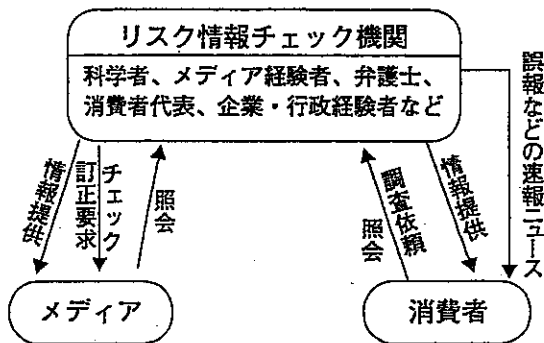 リスク情報チェック機関
科学者、メディア経験者、弁護士、
消費者代表、企業・行政経験者など
情報提供
チェック
訂正要求
照会
照会
調査依頼
情報提供
誤報などの速報ニュース
メディア
消費者